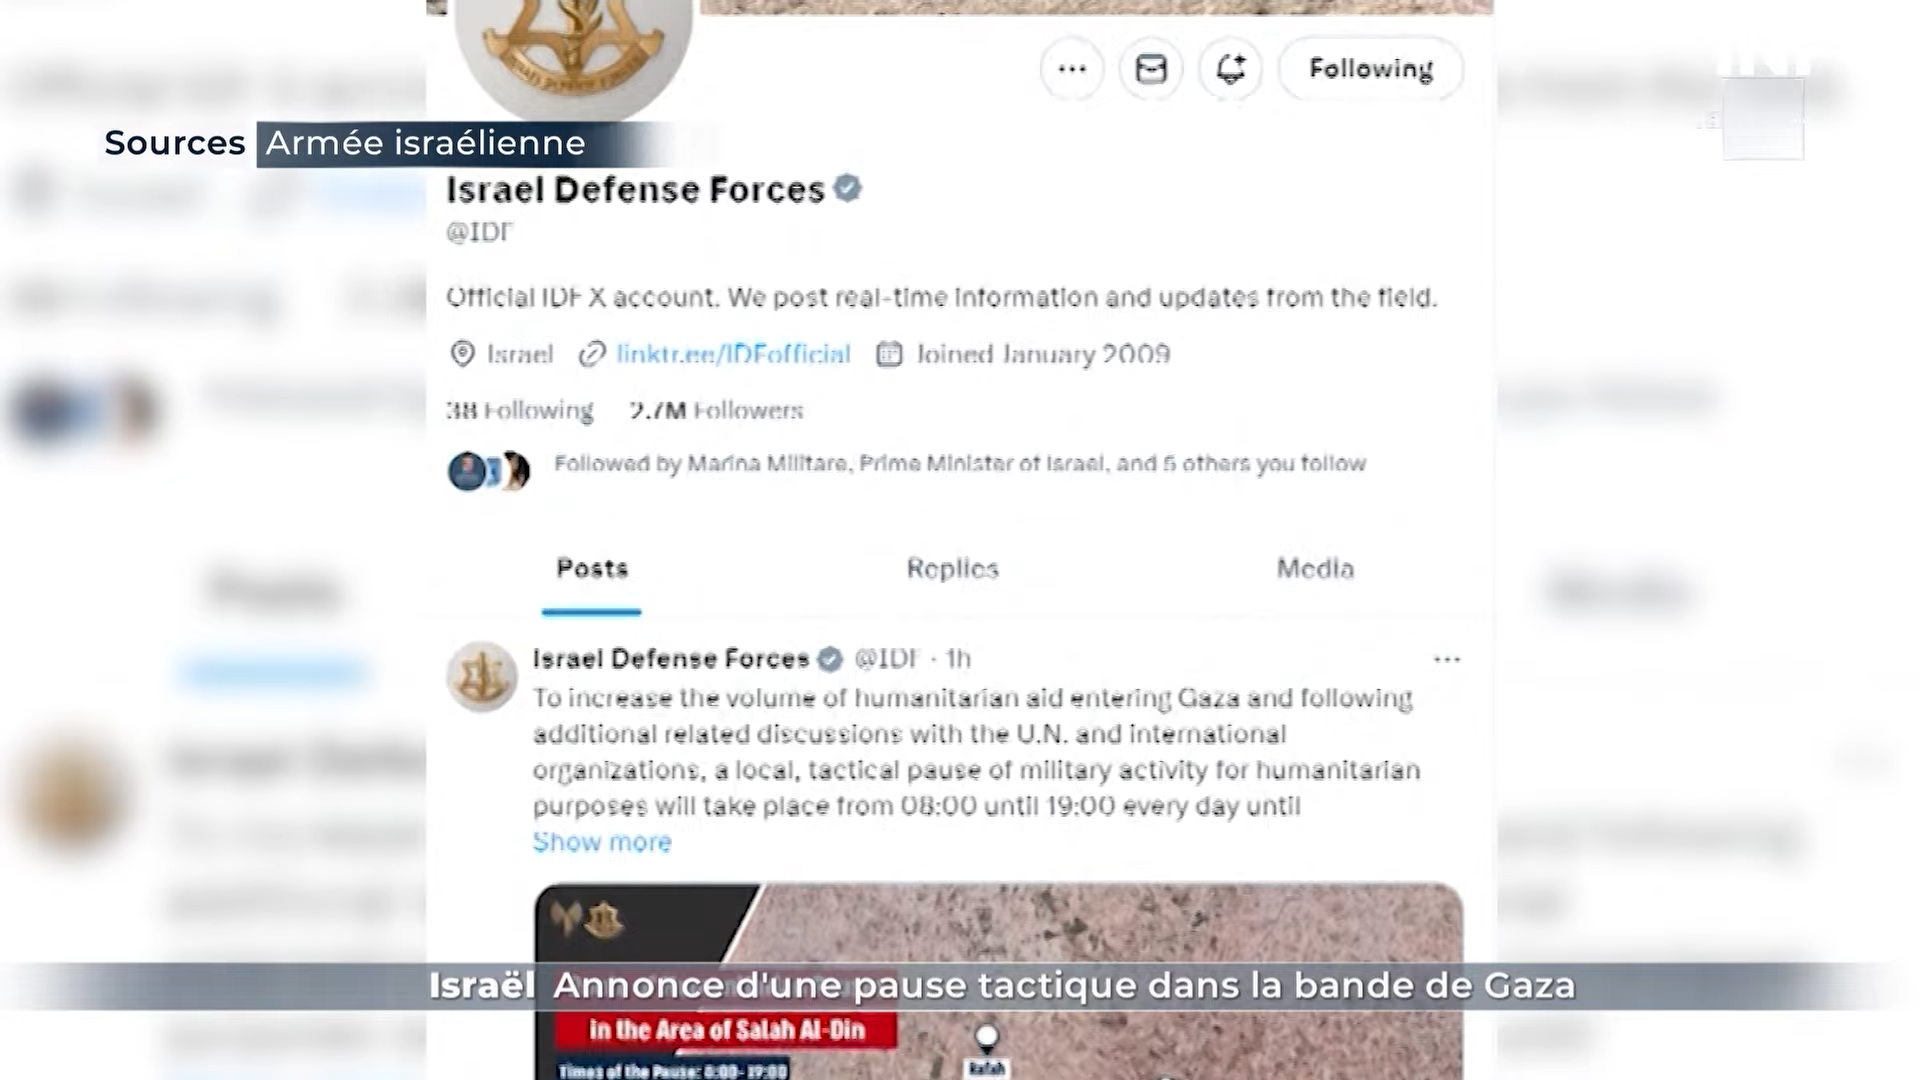 Following
Sources Armée israélienne
Israel Defense Forces
@IDF
Official IDF X account. We post real-time information and updates from the field.
Israel linktr.ee/IDFofficial Joined January 2009
38 Following 2.7M Followers
Followed by Marina Militare, Prime Minister of Israel, and 5 others you follow
Posts Replies Media
Israel Defense Forces @IDF · 1h
To increase the volume of humanitarian aid entering Gaza and following
additional related discussions with the U.N. and international
organizations, a local, tactical pause of military activity for humanitarian
purposes will take place from 08:00 until 19:00 every day until
Show more
Israël Annonce d'une pause tactique dans la bande de Gaza
in the Area of Salah Al-Din
Rafah
Times of the Pause: 8:00-19:00